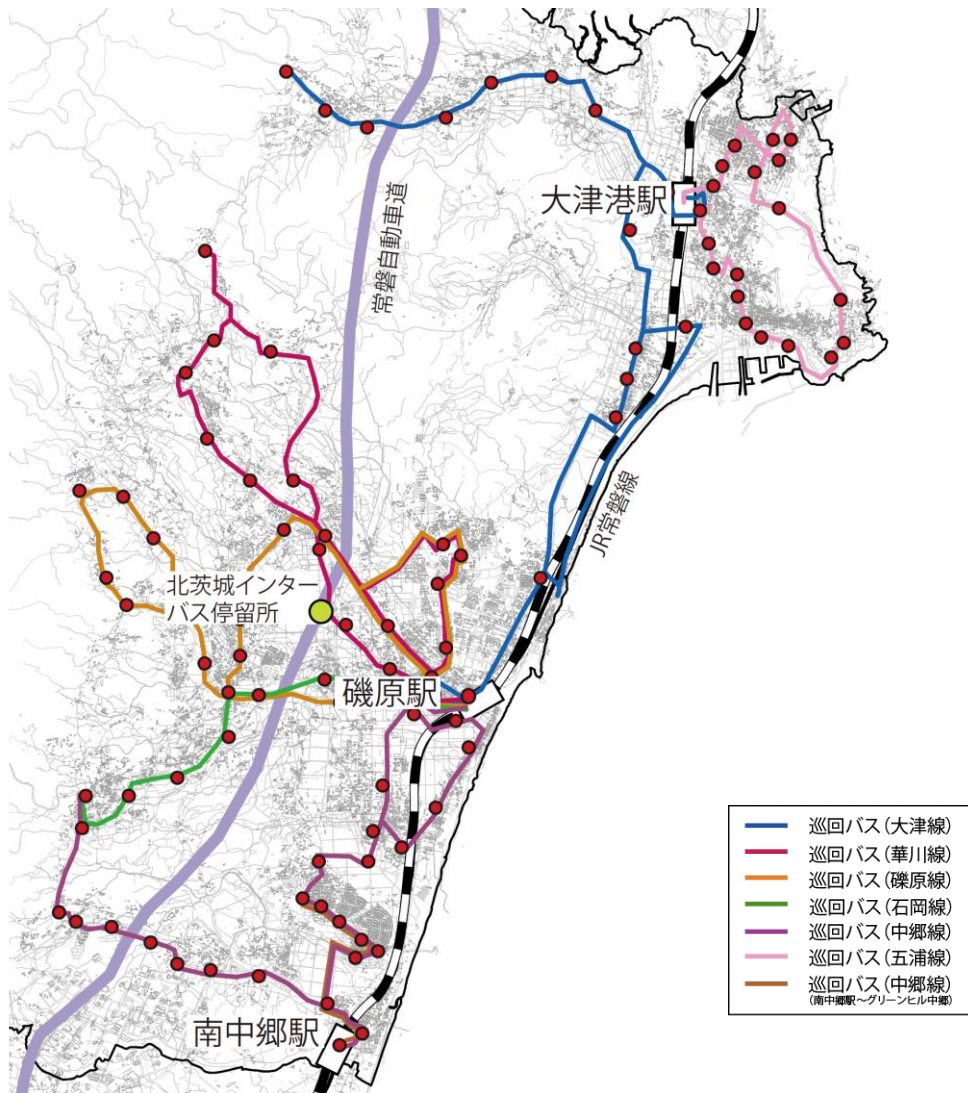 大津港駅
常磐自動車道
JR常磐線
北茨城インター
バス停留所
磯原駅
南中郷駅
巡回バス（大津線）
巡回バス（華川線）
巡回バス（磯原線）
巡回バス（石岡線）
巡回バス（中郷線）
巡回バス（五浦線）
巡回バス（中郷線）
（南中郷駅～グリーンヒル中郷）